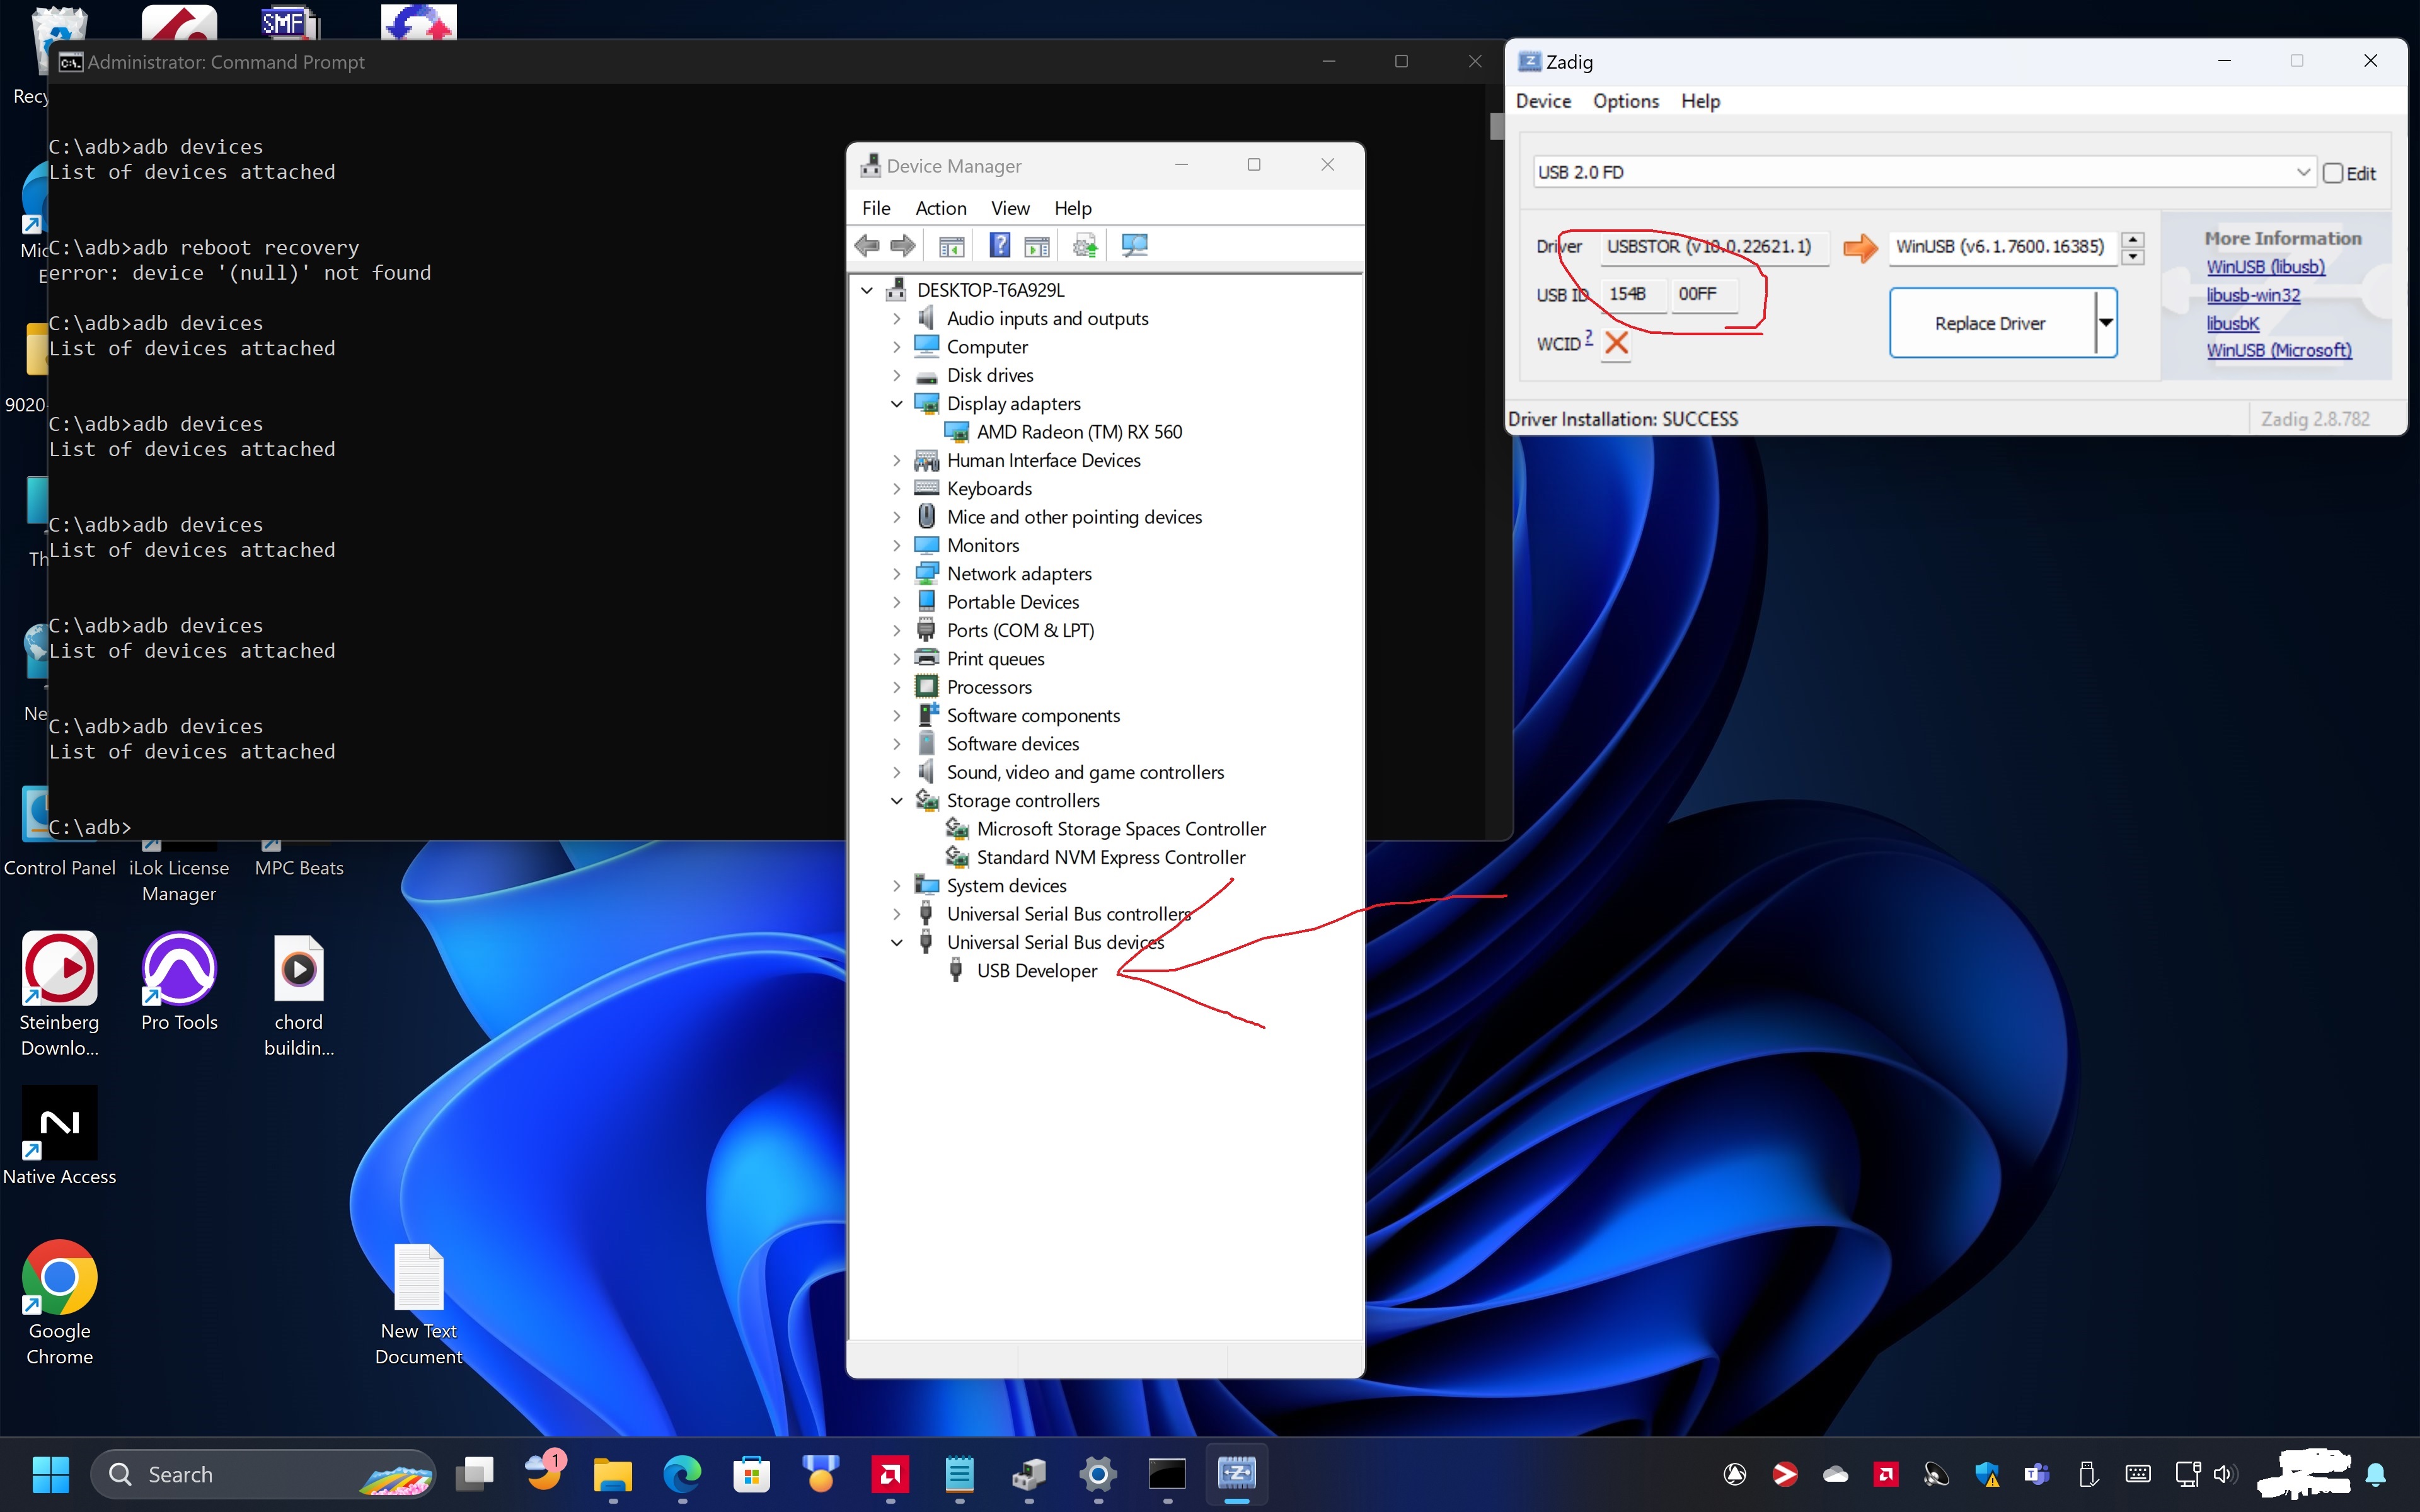 SMF
Recy
Administrator: Command Prompt
C:\adb>adb devices
List of devices attached
C:\adb>adb reboot recovery
error: device '(null)' not found
C:\adb>adb devices
List of devices attached
C:\adb>adb devices
List of devices attached
C:\adb>adb devices
List of devices attached
C:\adb>adb devices
List of devices attached
C:\adb>adb devices
List of devices attached
C:\adb>
Mic
E
9020-
Th
Ne
Control Panel
iLok License
Manager
MPC Beats
Steinberg
Downlo...
Pro Tools
chord
buildin...
Native Access
Google
Chrome
New Text
Document
Device Manager
File Action View Help
DESKTOP-T6A929L
Audio inputs and outputs
Computer
Disk drives
Display adapters
AMD Radeon (TM) RX 560
Human Interface Devices
Keyboards
Mice and other pointing devices
Monitors
Network adapters
Portable Devices
Ports (COM & LPT)
Print queues
Processors
Software components
Software devices
Sound, video and game controllers
Storage controllers
Microsoft Storage Spaces Controller
Standard NVM Express Controller
System devices
Universal Serial Bus controllers
Universal Serial Bus devices
USB Developer
Zadig
Device Options Help
USB 2.0 FD
Edit
Driver USBSTOR (v10.0.22621.1) WinUSB (v6.1.7600.16385)
USB ID 154B 00FF
WCID ?
Replace Driver
More Information
WinUSB (libusb)
libusb-win32
libusbK
WinUSB (Microsoft)
Driver Installation: SUCCESS
Zadig 2.8.782
Search
1